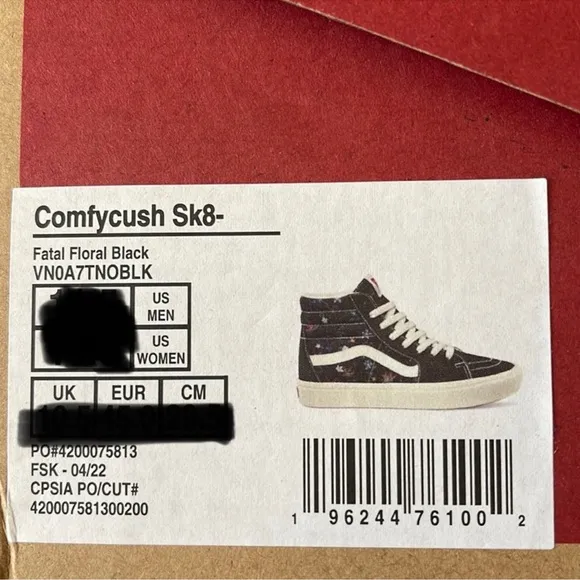 Comfycush Sk8-
Fatal Floral Black
VN0A7TNOBLK
US
MEN
US
WOMEN
UK EUR CM
PO#4200075813
FSK - 04/22
CPSIA PO/CUT#
420007581300200
1 96244 76100 2